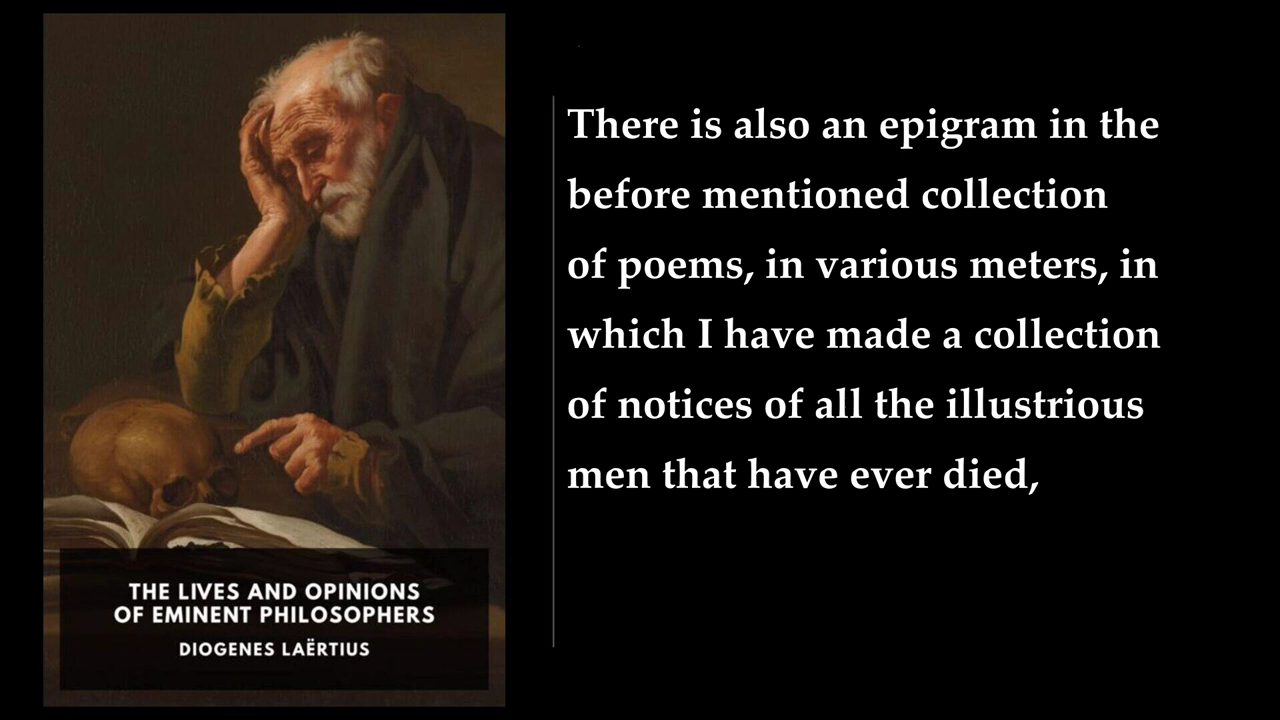 THE LIVES AND OPINIONS
OF EMINENT PHILOSOPHERS
DIOGENES LAËRTIUS
There is also an epigram in the
before mentioned collection
of poems, in various meters, in
which I have made a collection
of notices of all the illustrious
men that have ever died,